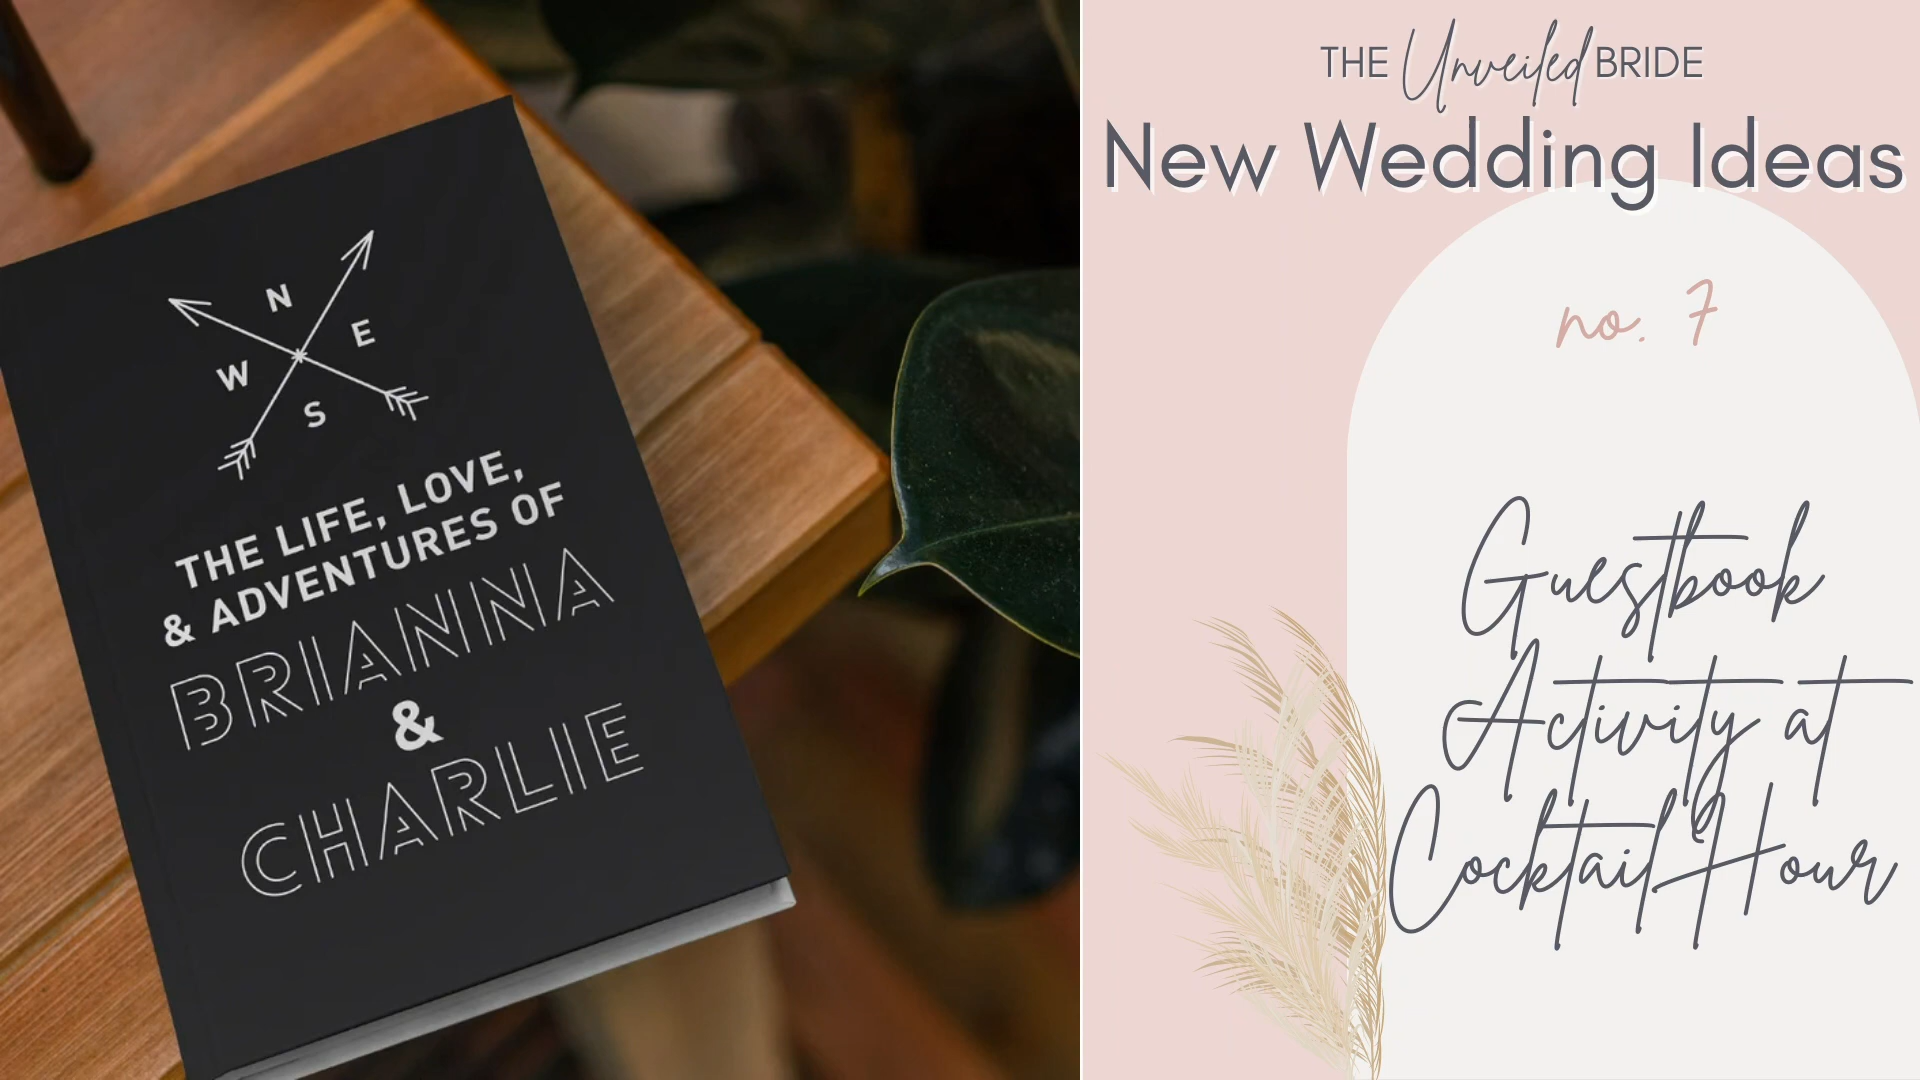 N
E
W
S
THE LIFE, LOVE,
& ADVENTURES OF
BRIANNA
&
CHARLIE
THE Unveiled BRIDE
New Wedding Ideas
no. 7
Guestbook
Activity at
Cocktail Hour